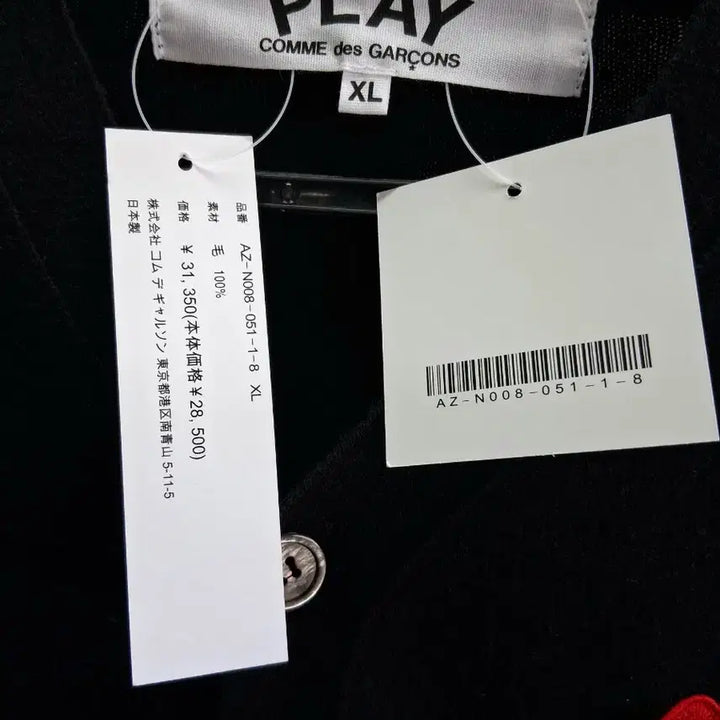 PLAY
COMME des GARÇONS
XL
品番 AZ-N008-051-1-8 XL
素材 毛 100%
価格 ¥ 31,350(本体価格¥28,500)
株式会社 コム デ ギャルソン 東京都港区南青山 5-11-5
日本製
AZ-N008-051-1-8